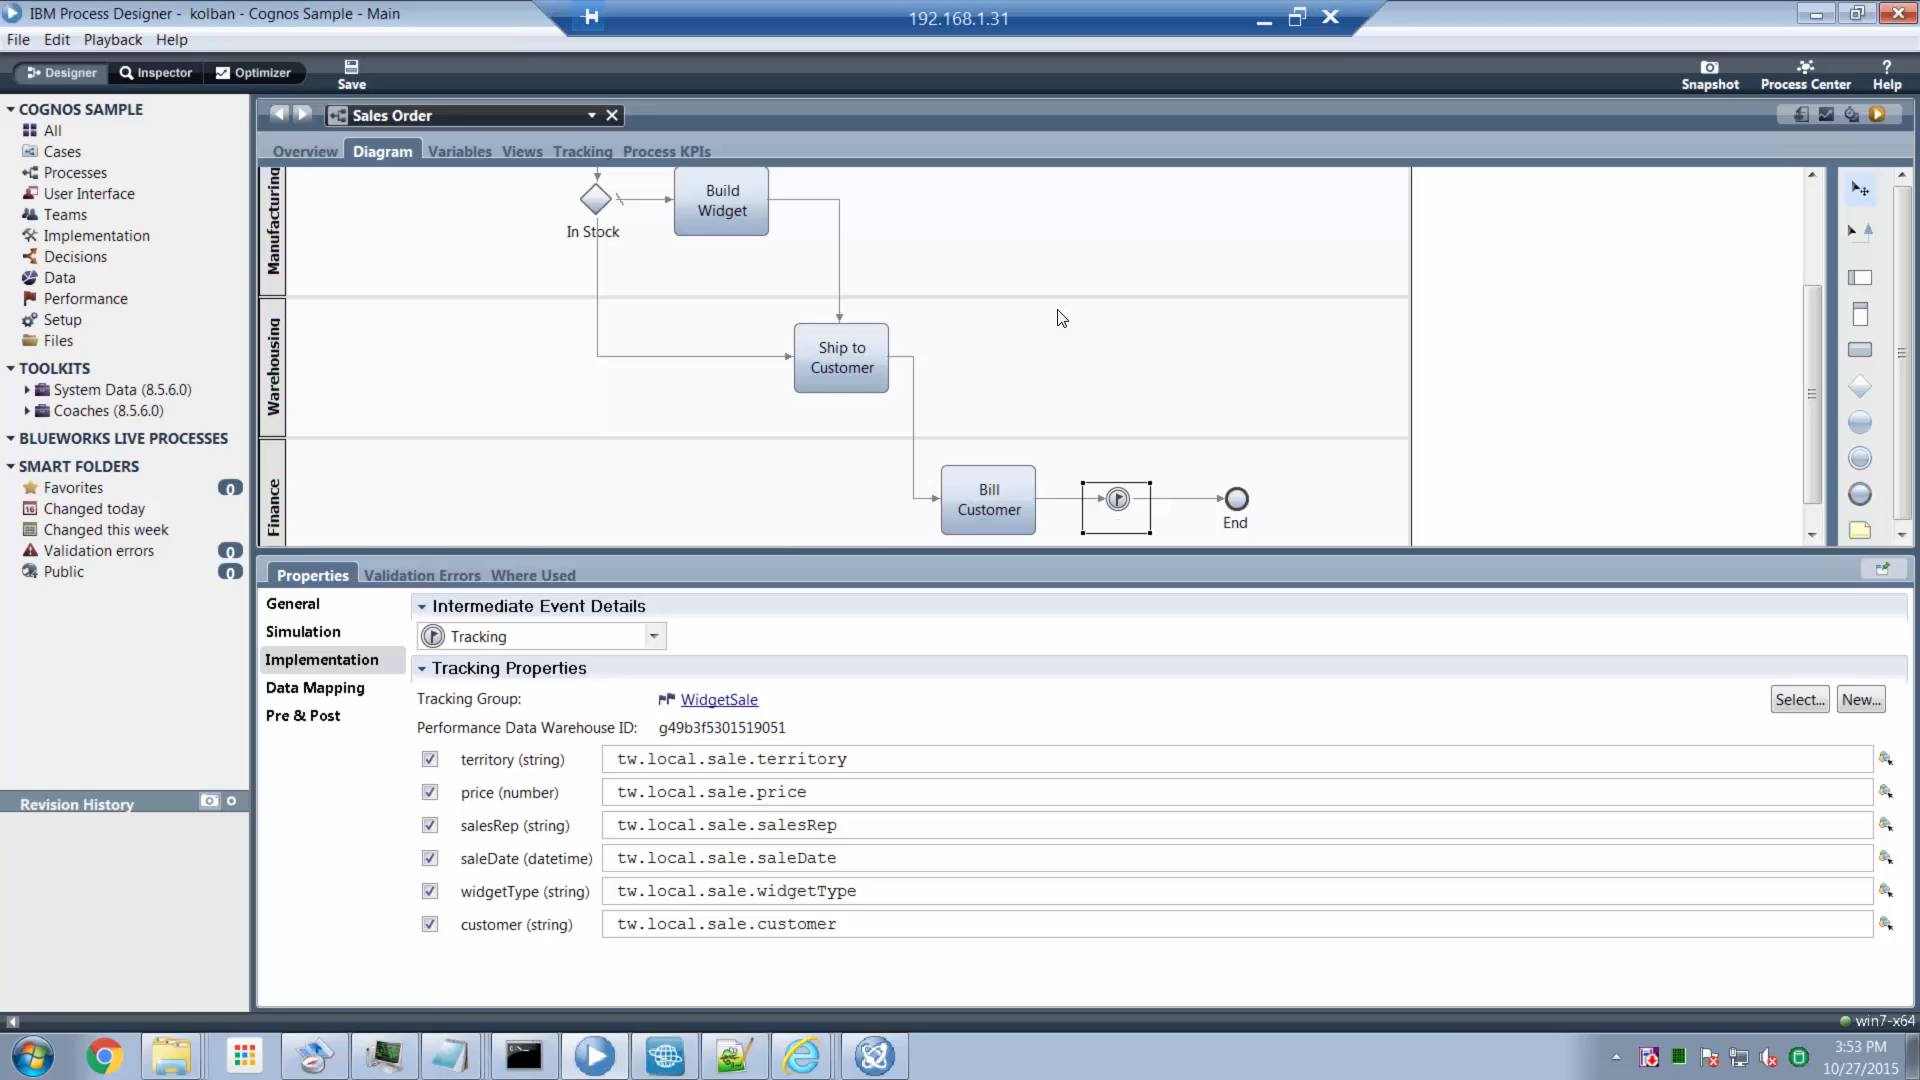 IBM Process Designer - kolban - Cognos Sample - Main
192.168.1.31
File Edit Playback Help
Designer Inspector Optimizer
Save
Snapshot Process Center Help
COGNOS SAMPLE
All
Cases
Processes
User Interface
Teams
Implementation
Decisions
Data
Performance
Setup
Files
TOOLKITS
System Data (8.5.6.0)
Coaches (8.5.6.0)
BLUEWORKS LIVE PROCESSES
SMART FOLDERS
Favorites 0
Changed today
Changed this week
Validation errors 0
Public 0
Revision History
Sales Order
Overview Diagram Variables Views Tracking Process KPIs
Manufacturing
In Stock
Build
Widget
Warehousing
Ship to
Customer
Finance
Bill
Customer
End
Properties Validation Errors Where Used
General
Simulation
Implementation
Data Mapping
Pre & Post
Intermediate Event Details
Tracking
Tracking Properties
Tracking Group: WidgetSale Select... New...
Performance Data Warehouse ID: g49b3f5301519051
territory (string) tw.local.sale.territory
price (number) tw.local.sale.price
salesRep (string) tw.local.sale.salesRep
saleDate (datetime) tw.local.sale.saleDate
widgetType (string) tw.local.sale.widgetType
customer (string) tw.local.sale.customer
win7-x64
3:53 PM
10/27/2015